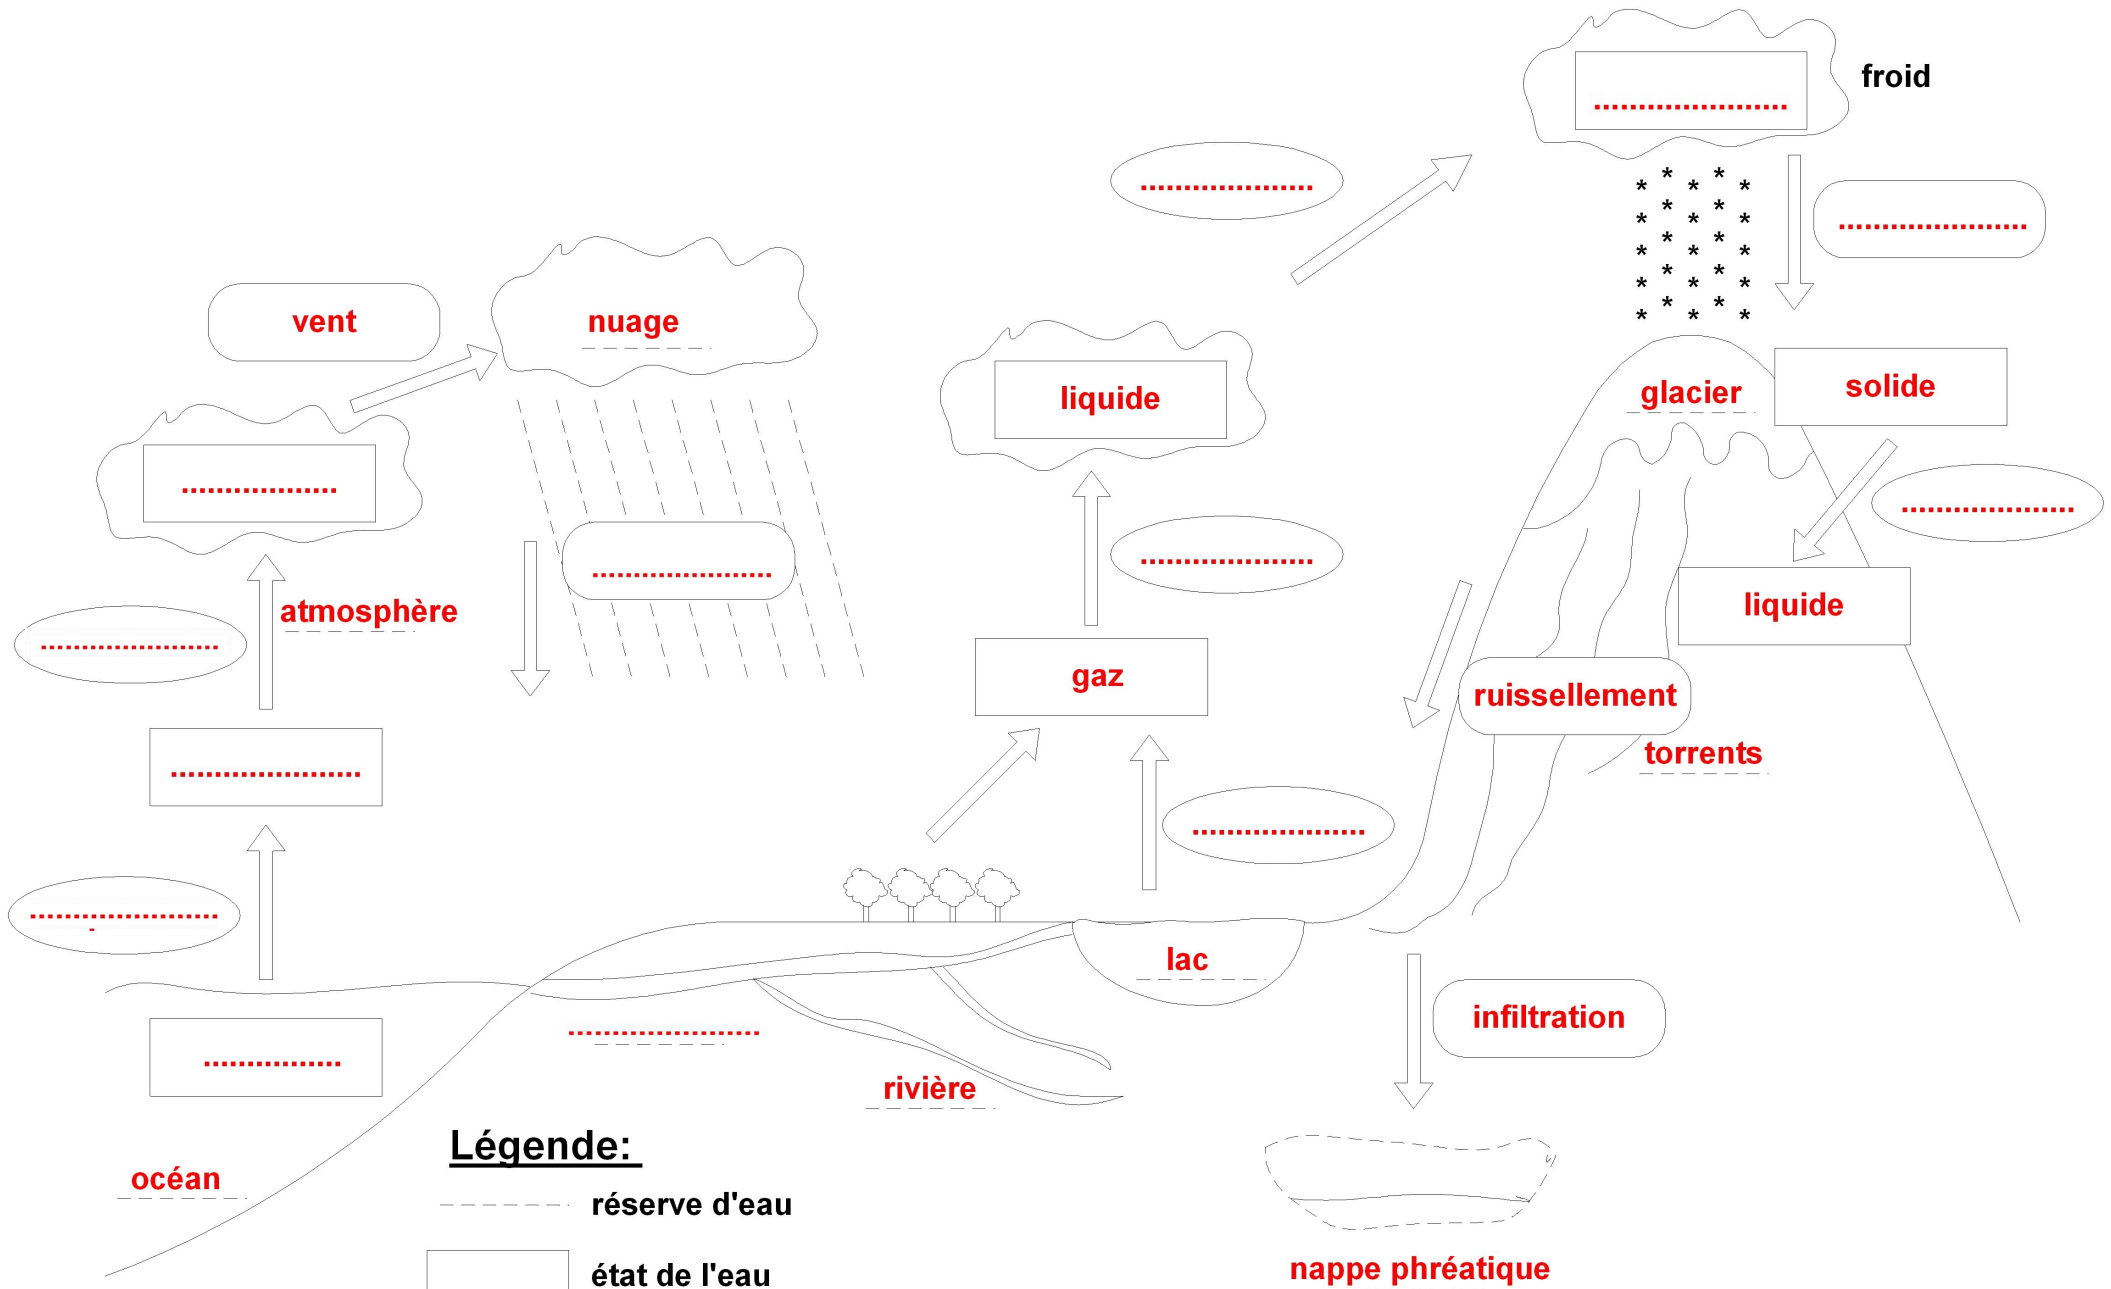 froid
vent
nuage
liquide
glacier
solide
atmosphère
liquide
gaz
ruissellement
torrents
lac
infiltration
rivière
Légende:
océan
réserve d'eau
nappe phréatique
état de l'eau